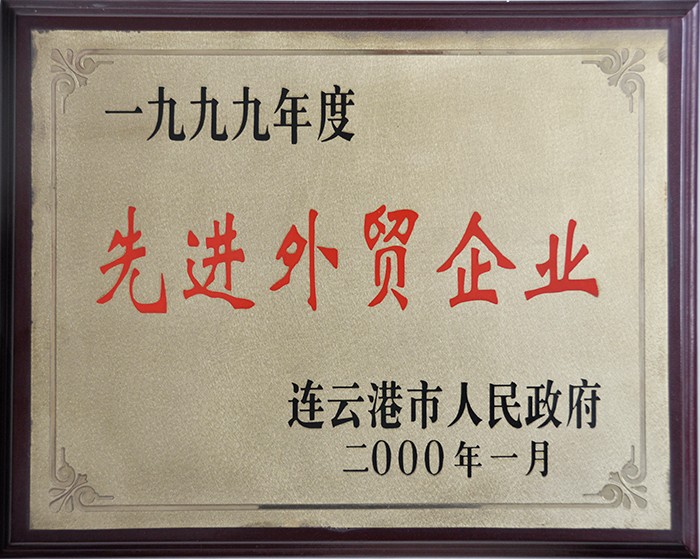 一九九九年度
先进外贸企业
连云港市人民政府
二000年一月